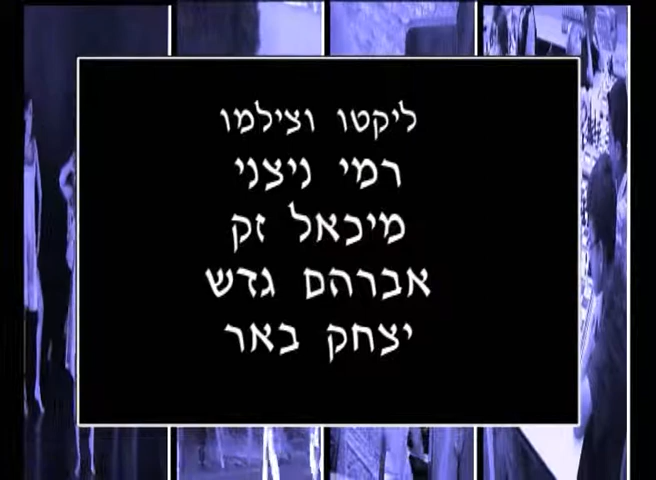 ליקטו וצילמו
רמי ניצני
מיכאל זק
אברהם גדש
יצחק באר